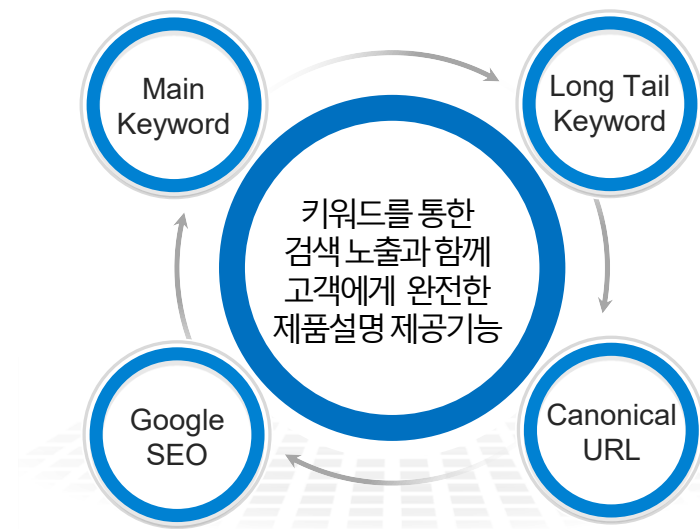 Main
Keyword
Long Tail
Keyword
키워드를 통한
검색 노출과 함께
고객에게 완전한
제품설명 제공기능
Google
SEO
Canonical
URL